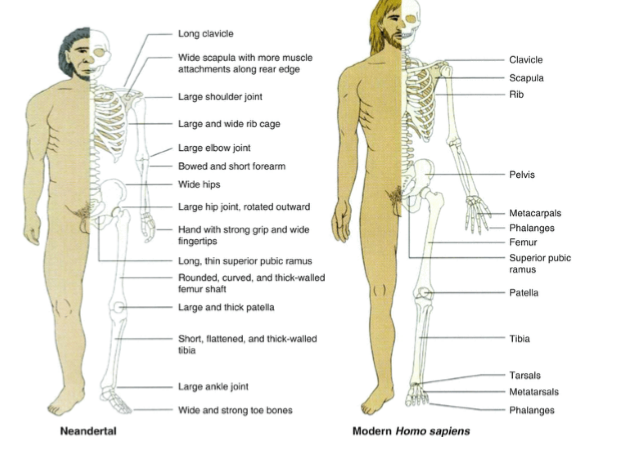 Long clavicle
Wide scapula with more muscle
attachments along rear edge
Large shoulder joint
Large and wide rib cage
Large elbow joint
Bowed and short forearm
Wide hips
Large hip joint, rotated outward
Hand with strong grip and wide
fingertips
Long, thin superior pubic ramus
Rounded, curved, and thick-walled
femur shaft
Large and thick patella
Short, flattened, and thick-walled
tibia
Large ankle joint
Wide and strong toe bones
Neandertal
Clavicle
Scapula
Rib
Pelvis
Metacarpals
Phalanges
Femur
Superior pubic
ramus
Patella
Tibia
Tarsals
Metatarsals
Phalanges
Modern Homo sapiens